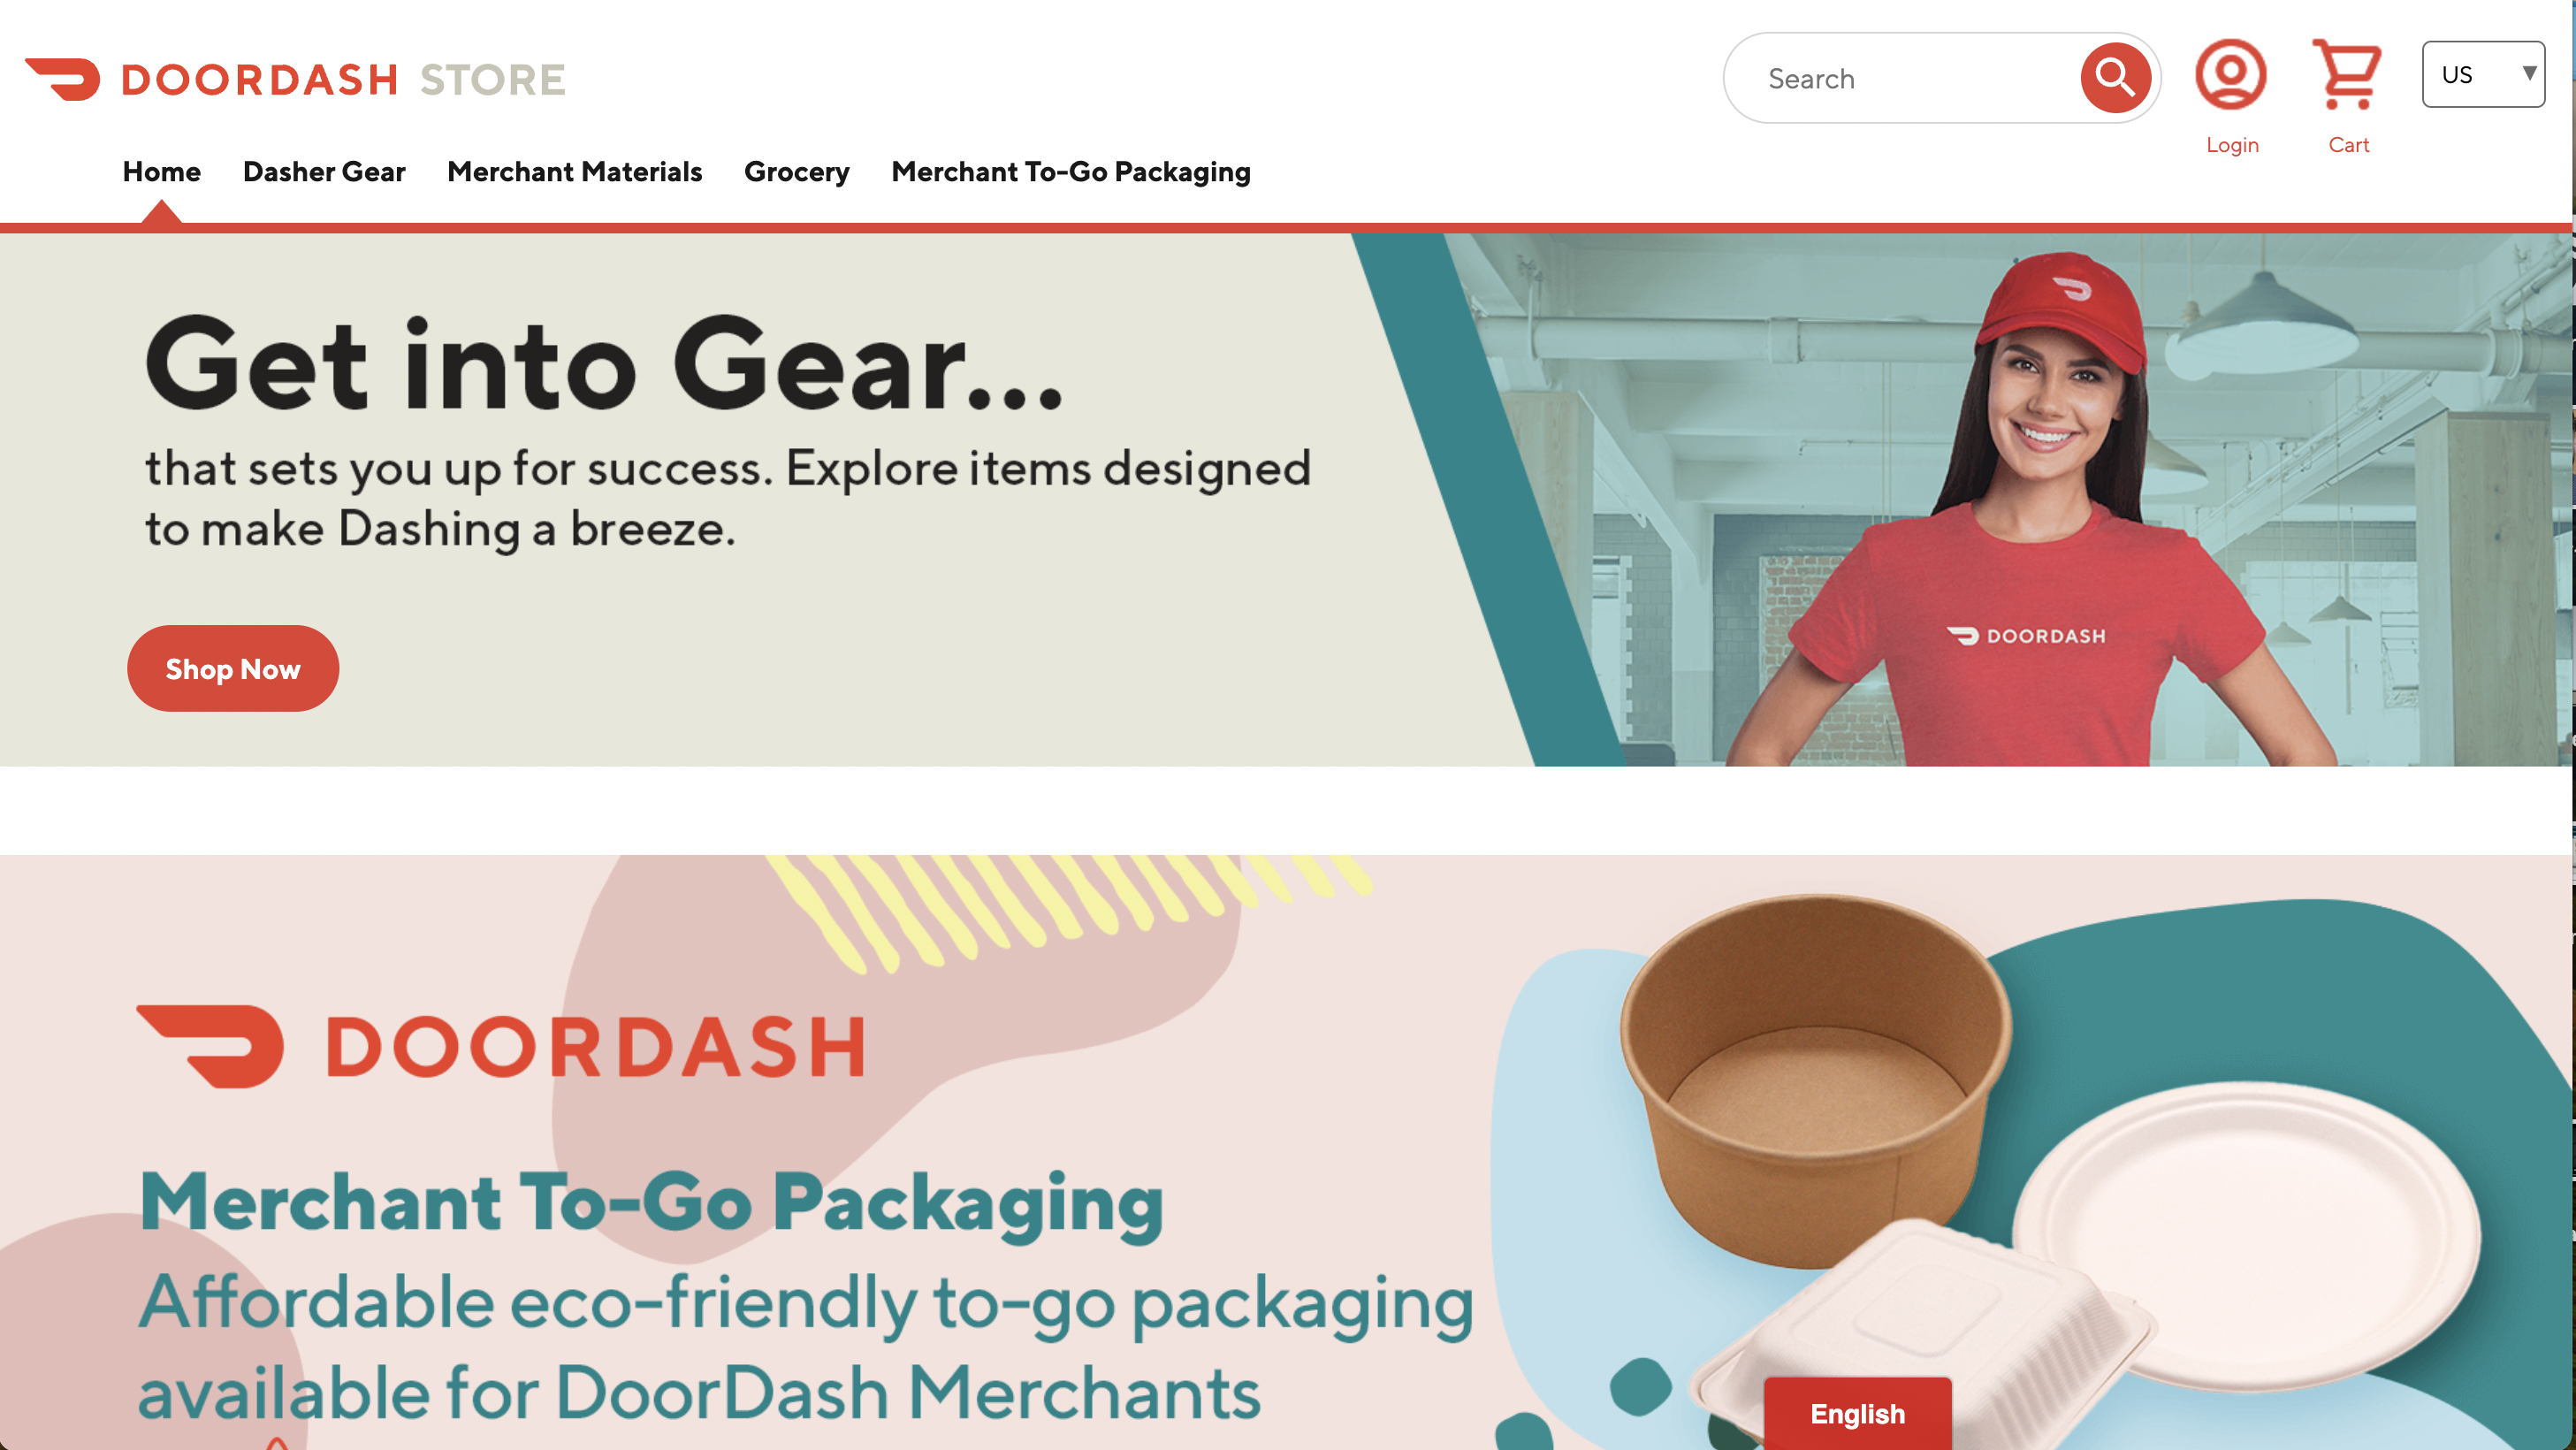 DOORDASH STORE
Search
Login
Cart
US
Home
Dasher Gear
Merchant Materials
Grocery
Merchant To-Go Packaging
Get into Gear...
that sets you up for success. Explore items designed
to make Dashing a breeze.
Shop Now
DOORDASH
DOORDASH
Merchant To-Go Packaging
Affordable eco-friendly to-go packaging
available for DoorDash Merchants
English